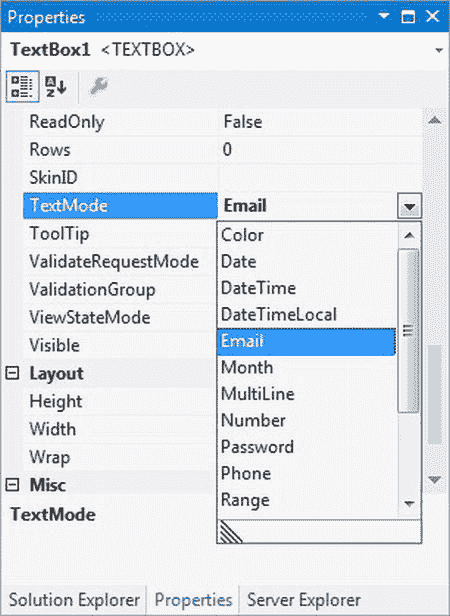 Properties
TextBox1 <TEXTBOX>
A
Z
ReadOnly False
Rows 0
SkinID
TextMode Email
ToolTip
ValidateRequestMode
ValidationGroup
ViewStateMode
Visible
Color
Date
DateTime
DateTimeLocal
Email
Month
MultiLine
Number
Password
Phone
Range
Layout
Height
Width
Wrap
Misc
TextMode
Solution Explorer Properties Server Explorer